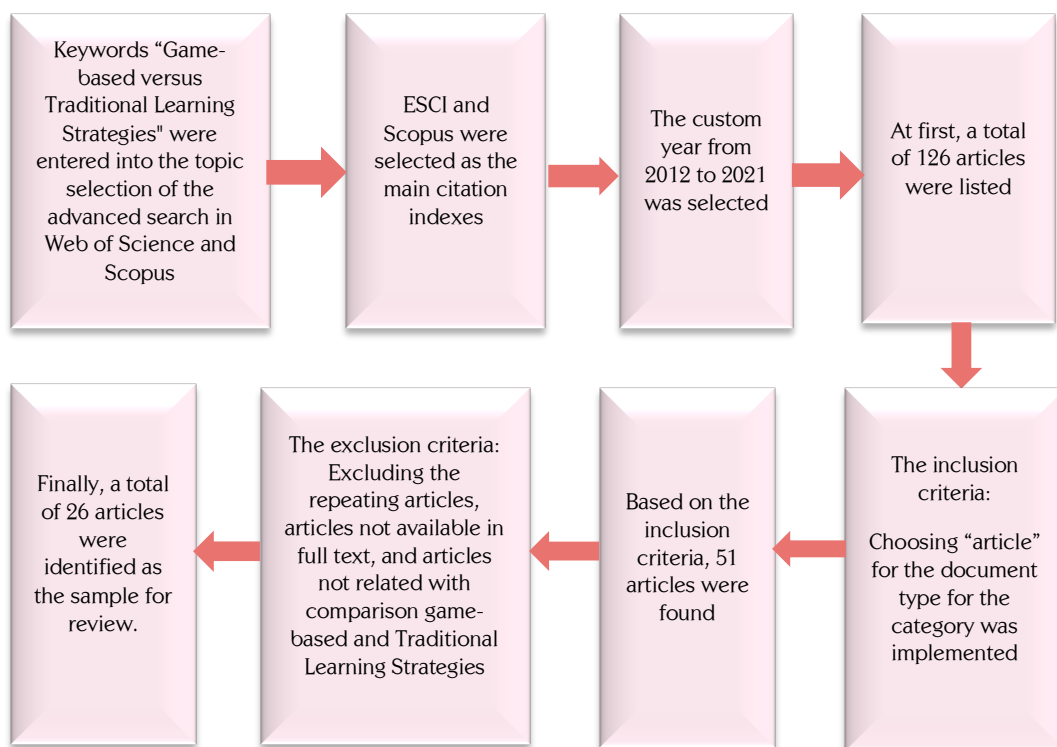 Keywords “Game-
based versus
Traditional Learning
Strategies" were
entered into the topic
selection of the
advanced search in
Web of Science and
Scopus
ESCI and
Scopus were
selected as the
main citation
indexes
The custom
year from
2012 to 2021
was selected
At first, a total
of 126 articles
were listed
The inclusion
criteria:
Choosing “article”
for the document
type for the
category was
implemented
Based on the
inclusion
criteria, 51
articles were
found
The exclusion criteria:
Excluding the
repeating articles,
articles not available in
full text, and articles
not related with
comparison game-
based and Traditional
Learning Strategies
Finally, a total
of 26 articles
were
identified as
the sample for
review.